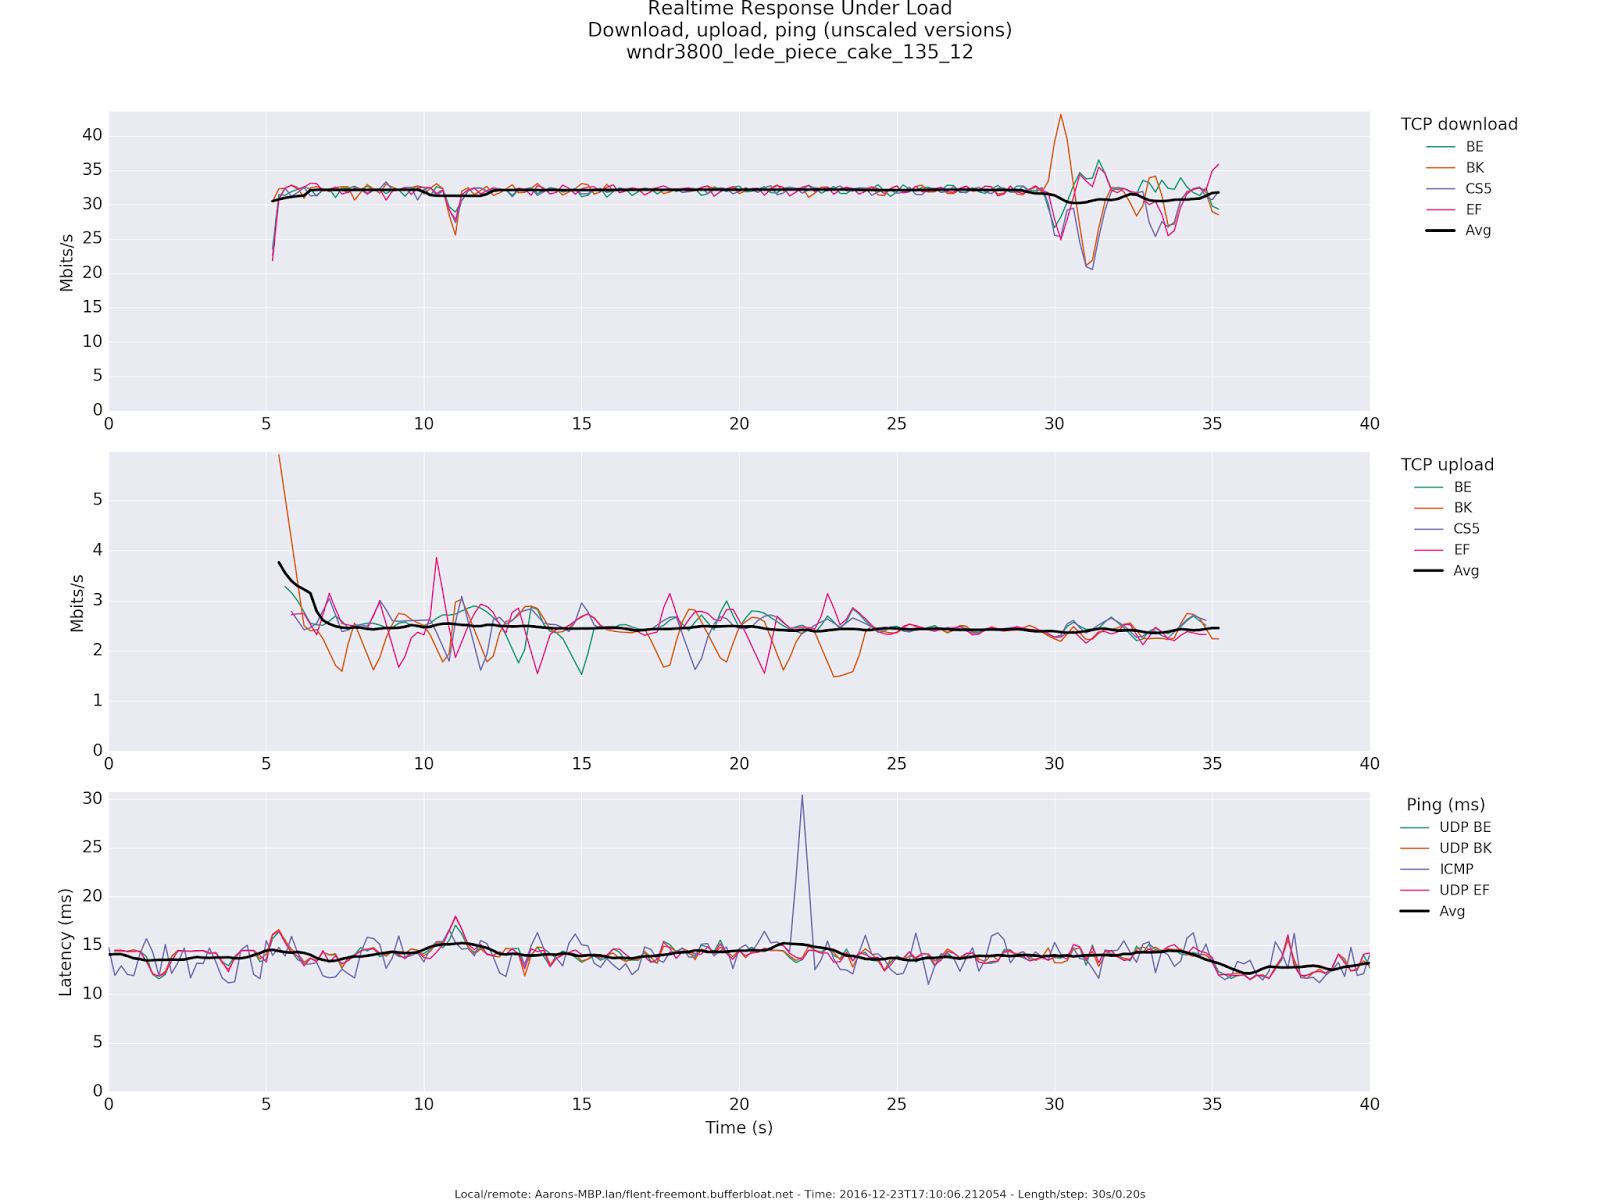 Realtime Response Under Load
Download, upload, ping (unscaled versions)
wndr3800_lede_piece_cake_135_12
40
35
30
25
20
15
10
5
0
Mbits/s
0 5 10 15 20 25 30 35 40
TCP download
BE
BK
CS5
EF
Avg
5
4
3
2
1
0
Mbits/s
0 5 10 15 20 25 30 35 40
TCP upload
BE
BK
CS5
EF
Avg
30
25
20
15
10
5
0
Latency (ms)
0 5 10 15 20 25 30 35 40
Time (s)
Ping (ms)
UDP BE
UDP BK
ICMP
UDP EF
Avg
Local/remote: Aarons-MBP.lan/flent-freemont.bufferbloat.net - Time: 2016-12-23T17:10:06.212054 - Length/step: 30s/0.20s